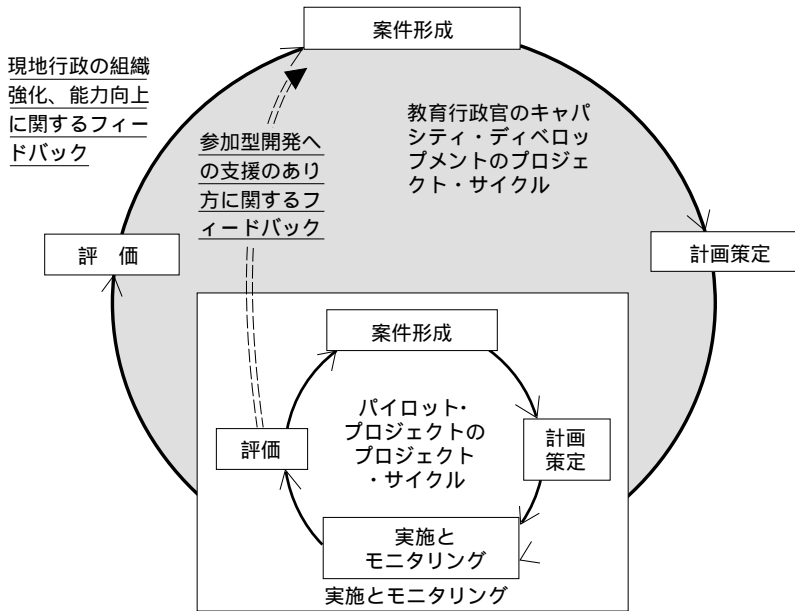 案件形成
現地行政の組織
強化、能力向上
に関するフィー
ドバック
参加型開発へ
の支援のあり
方に関するフ
ィードバック
教育行政官のキャパ
シティ・ディベロッ
プメントのプロジェ
クト・サイクル
評　価
計画策定
案件形成
パイロット・
プロジェクトの
プロジェクト
・サイクル
評価
計画
策定
実施と
モニタリング
実施とモニタリング